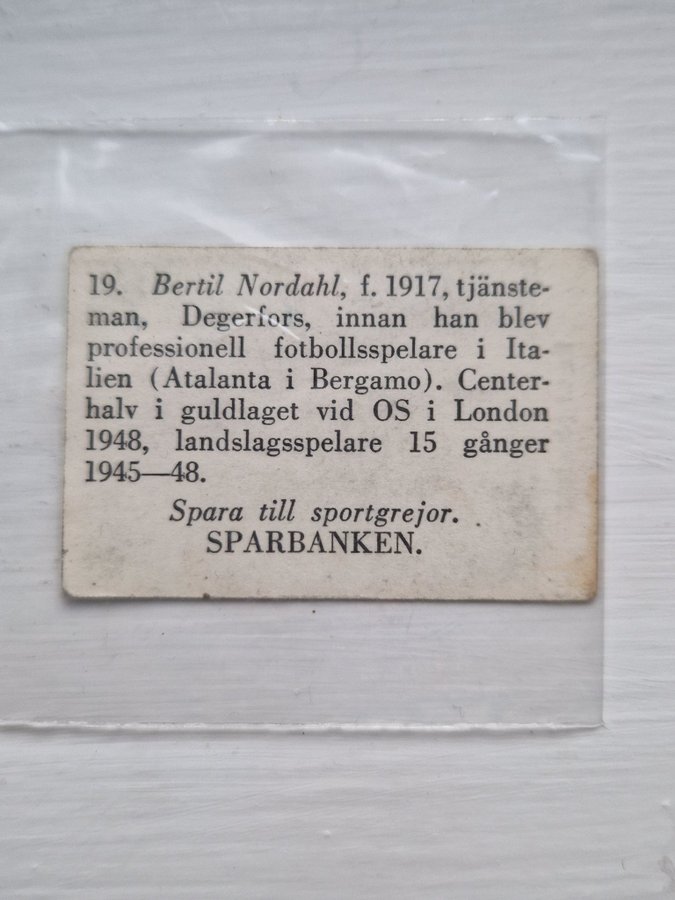 19. Bertil Nordahl, f. 1917, tjänste-
man, Degerfors, innan han blev
professionell fotbollsspelare i Ita-
lien (Atalanta i Bergamo). Center-
halv i guldlaget vid OS i London
1948, landslagsspelare 15 gånger
1945—48.
Spara till sportgrejor.
SPARBANKEN.